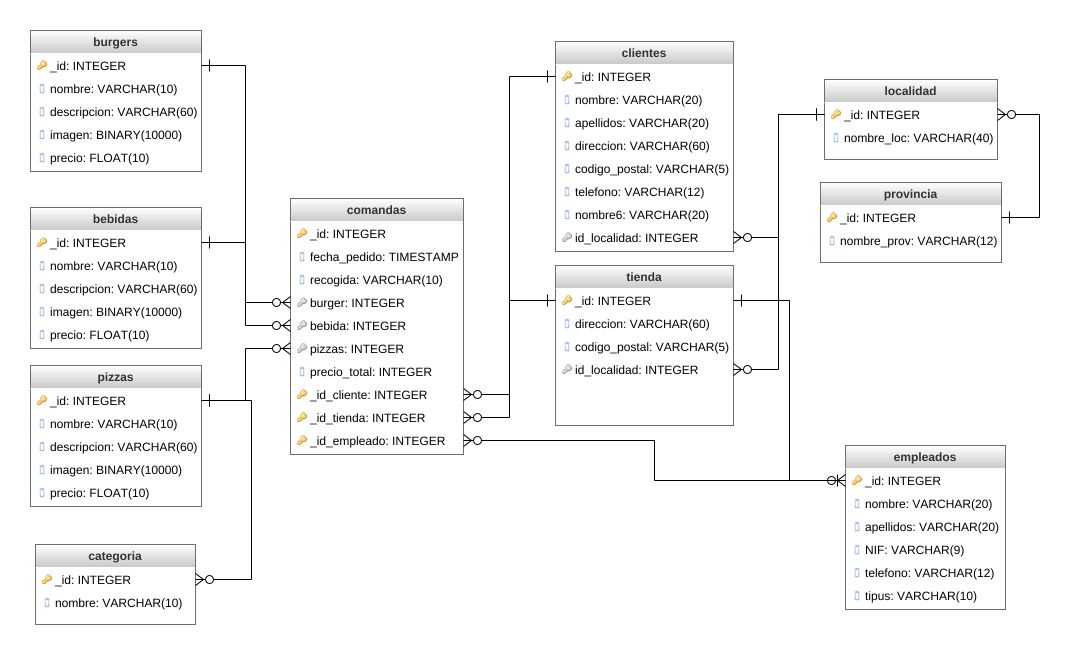 burgers
_id: INTEGER
nombre: VARCHAR(10)
descripcion: VARCHAR(60)
imagen: BINARY(10000)
precio: FLOAT(10)
bebidas
_id: INTEGER
nombre: VARCHAR(10)
descripcion: VARCHAR(60)
imagen: BINARY(10000)
precio: FLOAT(10)
pizzas
_id: INTEGER
nombre: VARCHAR(10)
descripcion: VARCHAR(60)
imagen: BINARY(10000)
precio: FLOAT(10)
categoria
_id: INTEGER
nombre: VARCHAR(10)
comandas
_id: INTEGER
fecha_pedido: TIMESTAMP
recogida: VARCHAR(10)
burger: INTEGER
bebida: INTEGER
pizzas: INTEGER
precio_total: INTEGER
_id_cliente: INTEGER
_id_tienda: INTEGER
_id_empleado: INTEGER
clientes
_id: INTEGER
nombre: VARCHAR(20)
apellidos: VARCHAR(20)
direccion: VARCHAR(60)
codigo_postal: VARCHAR(5)
telefono: VARCHAR(12)
nombre6: VARCHAR(20)
id_localidad: INTEGER
tienda
_id: INTEGER
direccion: VARCHAR(60)
codigo_postal: VARCHAR(5)
id_localidad: INTEGER
localidad
_id: INTEGER
nombre_loc: VARCHAR(40)
provincia
_id: INTEGER
nombre_prov: VARCHAR(12)
empleados
_id: INTEGER
nombre: VARCHAR(20)
apellidos: VARCHAR(20)
NIF: VARCHAR(9)
telefono: VARCHAR(12)
tipus: VARCHAR(10)